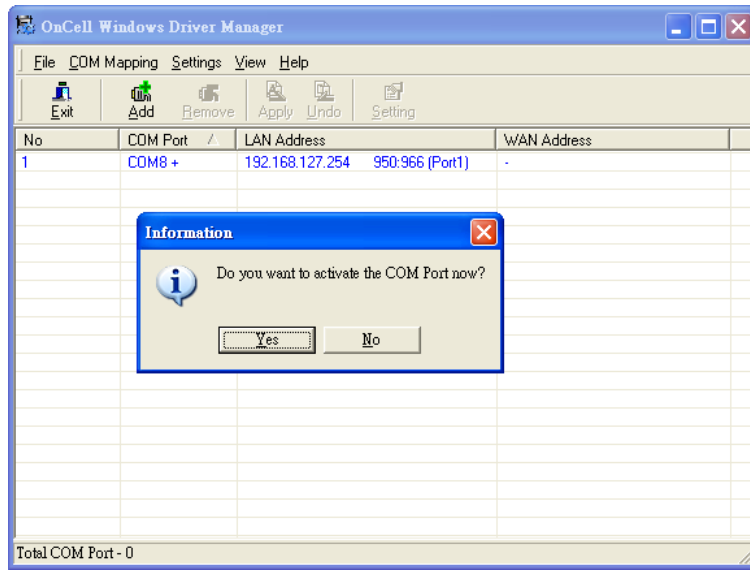 OnCell Windows Driver Manager
File COM Mapping Settings View Help
Exit Add Remove Apply Undo Setting
No COM Port LAN Address WAN Address
1 COM8 + 192.168.127.254 950:966 (Port1) -
Information
Do you want to activate the COM Port now?
Yes No
Total COM Port - 0